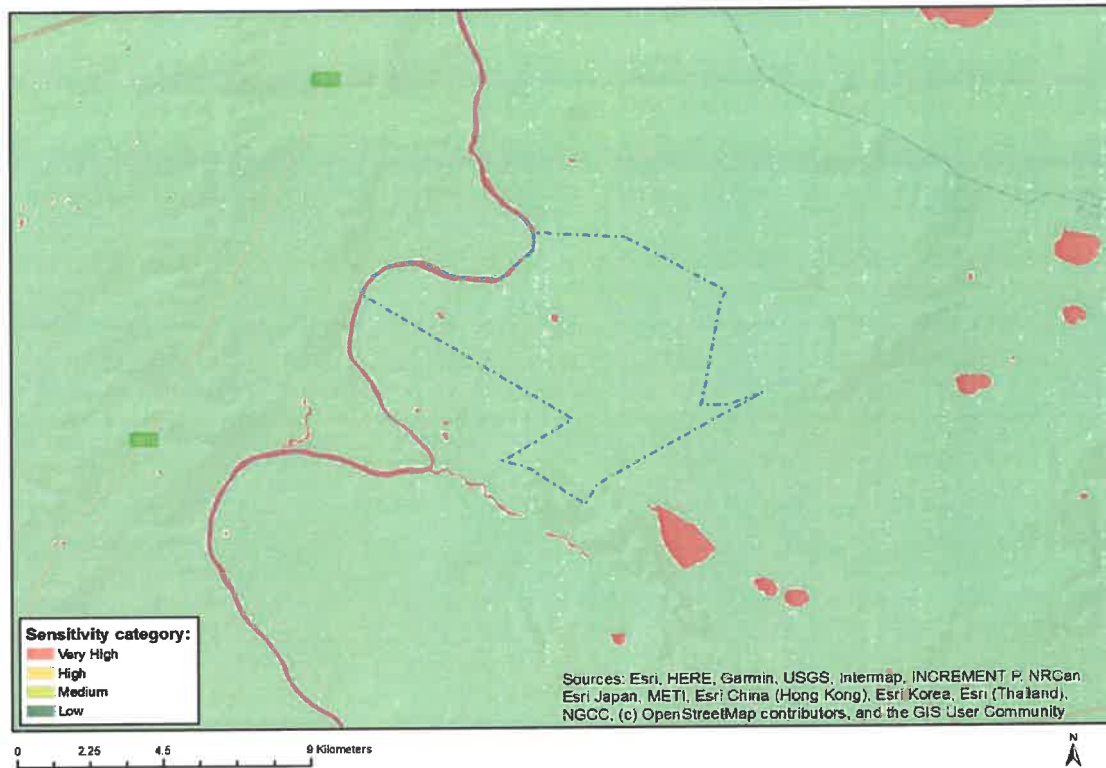 Sensitivity category:
Very High
High
Medium
Low
Sources: Esri, HERE, Garmin, USGS, Intermap, INCREMENT P, NRCan
Esri Japan, METI, Esri China (Hong Kong), Esri Korea, Esri (Thailand),
NGCC, (c) OpenStreetMap contributors, and the GIS User Community
0 2.25 4.5 9 Kilometers
N